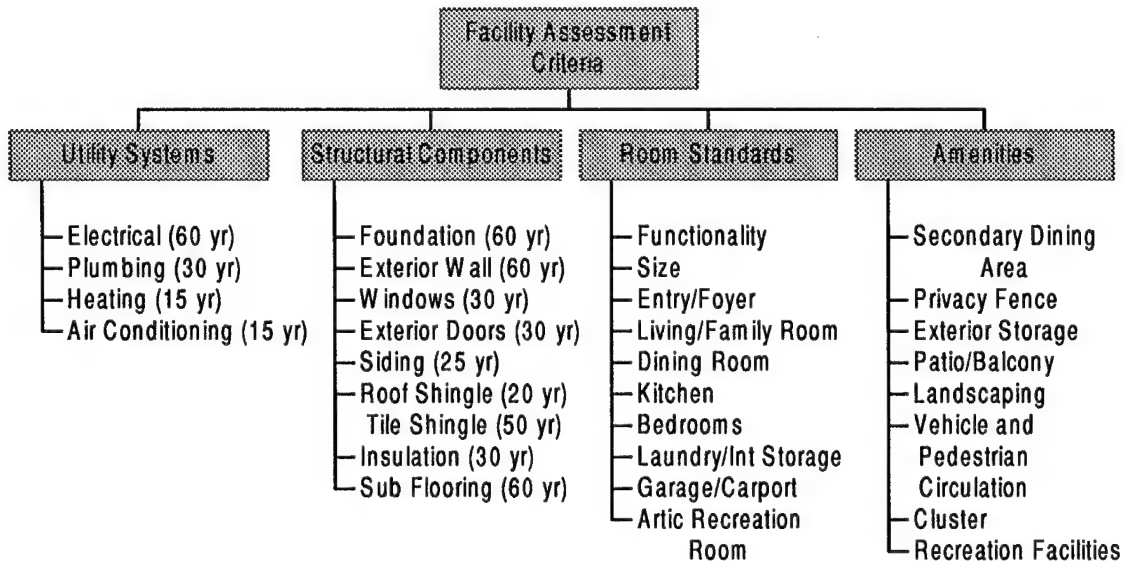 Facility Assessment
Criteria
Utility Systems
Electrical (60 yr)
Plumbing (30 yr)
Heating (15 yr)
Air Conditioning (15 yr)
Structural Components
Foundation (60 yr)
Exterior Wall (60 yr)
Windows (30 yr)
Exterior Doors (30 yr)
Siding (25 yr)
Roof Shingle (20 yr)
Tile Shingle (50 yr)
Insulation (30 yr)
Sub Flooring (60 yr)
Room Standards
Functionality
Size
Entry/Foyer
Living/Family Room
Dining Room
Kitchen
Bedrooms
Laundry/Int Storage
Garage/Carport
Artic Recreation
Room
Amenities
Secondary Dining
Area
Privacy Fence
Exterior Storage
Patio/Balcony
Landscaping
Vehicle and
Pedestrian
Circulation
Cluster
Recreation Facilities